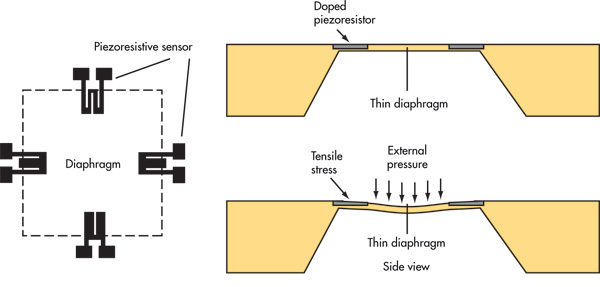 Piezoresistive sensor
Diaphragm
Doped
piezoresistor
Thin diaphragm
Tensile
stress
External
pressure
Thin diaphragm
Side view